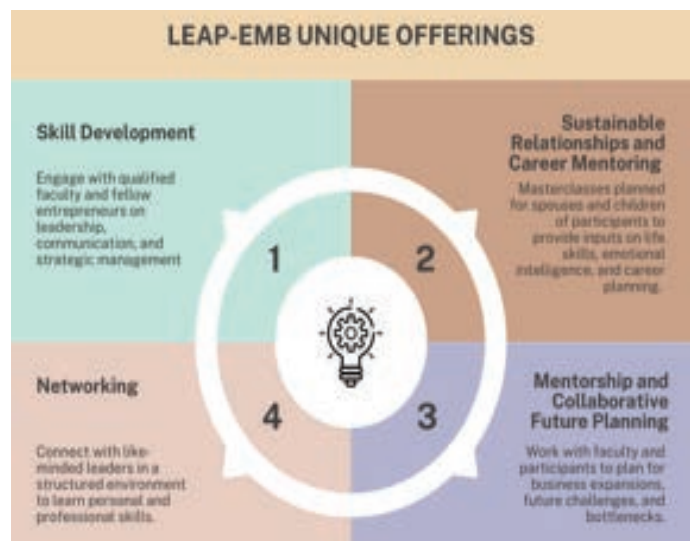 LEAP-EMB UNIQUE OFFERINGS
Skill Development
Engage with qualified
faculty and fellow
entrepreneurs on
leadership,
communication, and
strategic management
1
Sustainable
Relationships and
Career Mentoring
Masterclasses planned
for spouses and children
of participants to
provide inputs on life
skills, emotional
intelligence, and career
planning.
2
Networking
Connect with like-
minded leaders in a
structured environment
to learn personal and
professional skills.
4
Mentorship and
Collaborative
Future Planning
Work with faculty and
participants to plan for
business expansions,
future challenges, and
bottlenecks.
3